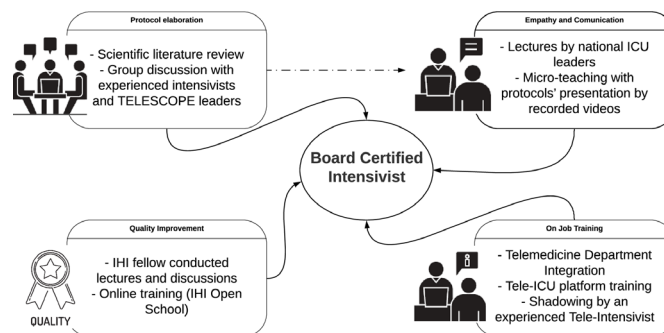 Protocol elaboration
- Scientific literature review
- Group discussion with
experienced intensivists
and TELESCOPE leaders
Empathy and Comunication
- Lectures by national ICU
leaders
- Micro-teaching with
protocols' presentation by
recorded videos
Board Certified
Intensivist
Quality Improvement
- IHI fellow conducted
lectures and discussions
- Online training (IHI Open
School)
QUALITY
On Job Training
- Telemedicine Department
Integration
- Tele-ICU platform training
- Shadowing by an
experienced Tele-Intensivist